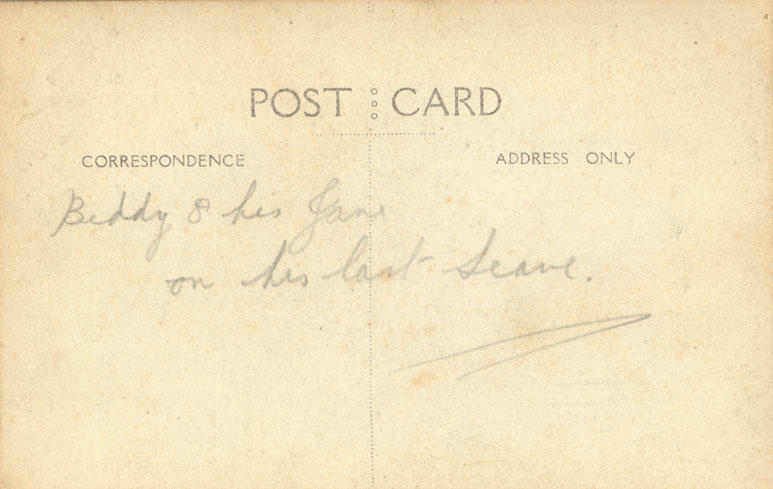 POST CARD
CORRESPONDENCE ADDRESS ONLY
Beddy & his Jane
on his last leave.